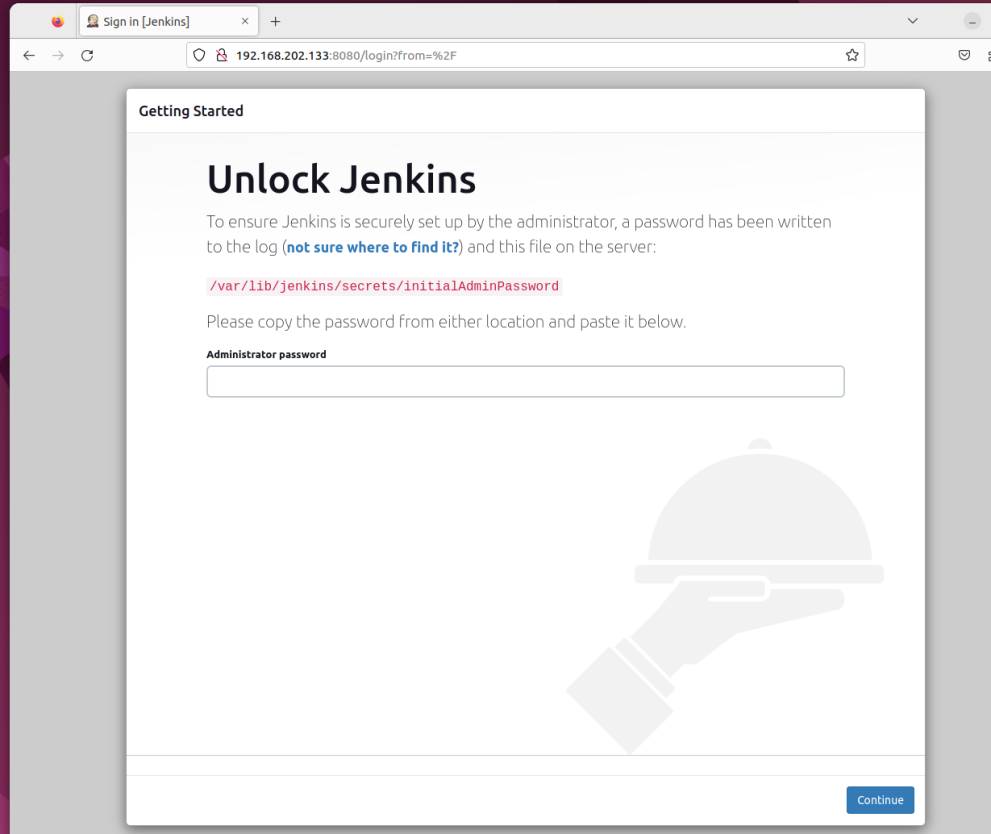 Sign in [Jenkins]
192.168.202.133:8080/login?from=%2F
Getting Started
Unlock Jenkins
To ensure Jenkins is securely set up by the administrator, a password has been written
to the log (not sure where to find it?) and this file on the server:
/var/lib/jenkins/secrets/initialAdminPassword
Please copy the password from either location and paste it below.
Administrator password
Continue